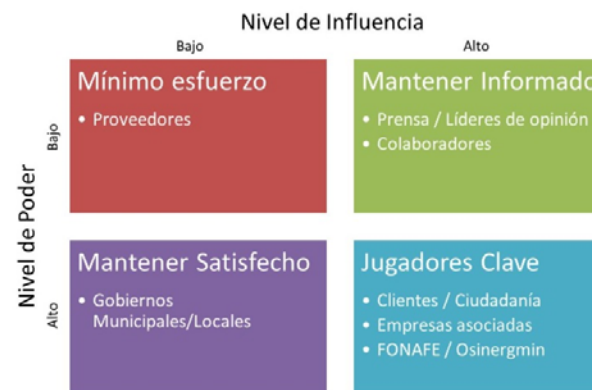 Nivel de Influencia
Bajo
Alto
Nivel de Poder
Bajo
Mínimo esfuerzo
• Proveedores
Mantener Informado
• Prensa / Líderes de opinión
• Colaboradores
Alto
Mantener Satisfecho
• Gobiernos
Municipales/Locales
Jugadores Clave
• Clientes / Ciudadanía
• Empresas asociadas
• FONAFE / Osinergmin